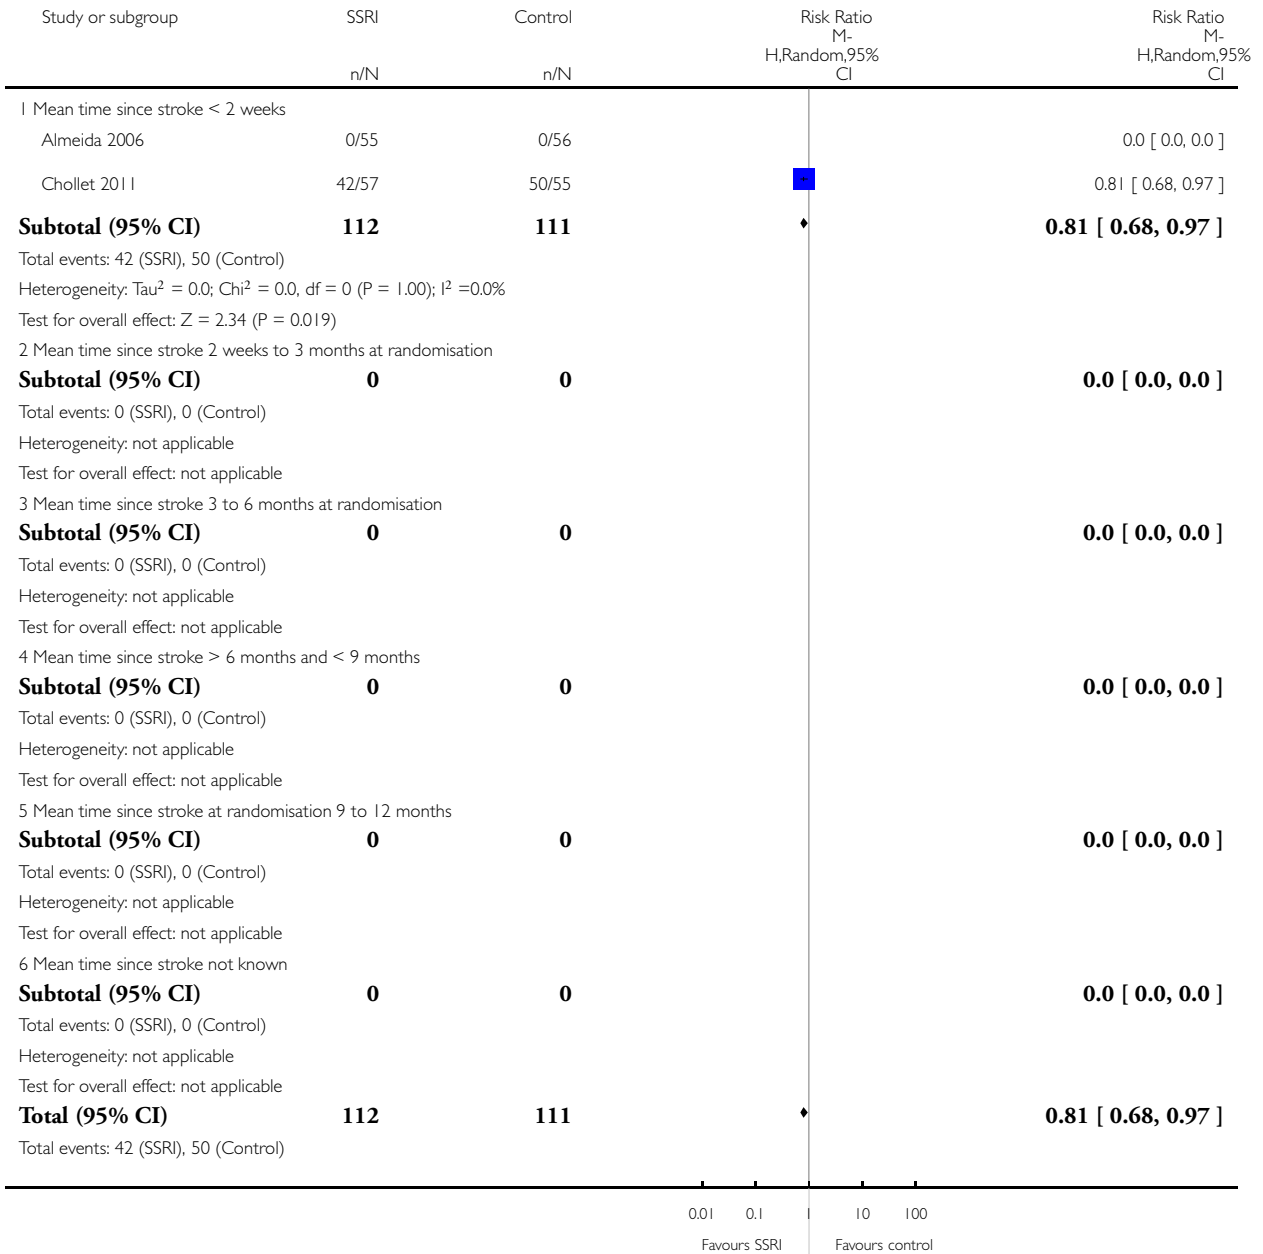 Study or subgroup SSRI Control Risk Ratio Risk Ratio
M- M-
H,Random,95% H,Random,95%
n/N n/N CI CI
1 Mean time since stroke < 2 weeks
Almeida 2006 0/55 0/56 0.0 [ 0.0, 0.0 ]
Chollet 2011 42/57 50/55 0.81 [ 0.68, 0.97 ]
Subtotal (95% CI) 112 111 0.81 [ 0.68, 0.97 ]
Total events: 42 (SSRI), 50 (Control)
Heterogeneity: Tau² = 0.0; Chi² = 0.0, df = 0 (P = 1.00); I² =0.0%
Test for overall effect: Z = 2.34 (P = 0.019)
2 Mean time since stroke 2 weeks to 3 months at randomisation
Subtotal (95% CI) 0 0 0.0 [ 0.0, 0.0 ]
Total events: 0 (SSRI), 0 (Control)
Heterogeneity: not applicable
Test for overall effect: not applicable
3 Mean time since stroke 3 to 6 months at randomisation
Subtotal (95% CI) 0 0 0.0 [ 0.0, 0.0 ]
Total events: 0 (SSRI), 0 (Control)
Heterogeneity: not applicable
Test for overall effect: not applicable
4 Mean time since stroke > 6 months and < 9 months
Subtotal (95% CI) 0 0 0.0 [ 0.0, 0.0 ]
Total events: 0 (SSRI), 0 (Control)
Heterogeneity: not applicable
Test for overall effect: not applicable
5 Mean time since stroke at randomisation 9 to 12 months
Subtotal (95% CI) 0 0 0.0 [ 0.0, 0.0 ]
Total events: 0 (SSRI), 0 (Control)
Heterogeneity: not applicable
Test for overall effect: not applicable
6 Mean time since stroke not known
Subtotal (95% CI) 0 0 0.0 [ 0.0, 0.0 ]
Total events: 0 (SSRI), 0 (Control)
Heterogeneity: not applicable
Test for overall effect: not applicable
Total (95% CI) 112 111 0.81 [ 0.68, 0.97 ]
Total events: 42 (SSRI), 50 (Control)
0.01 0.1 1 10 100
Favours SSRI Favours control